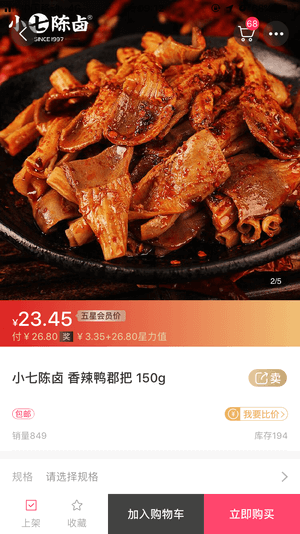 小七陈卤®
SINCE 1997
68
2/5
¥23.45 五星会员价
付¥26.80 奖 ¥3.35+26.80星力值
小七陈卤 香辣鸭郡把 150g
卖
包邮
我要比价>
销量849
库存194
规格 请选择规格
上架
收藏
加入购物车
立即购买